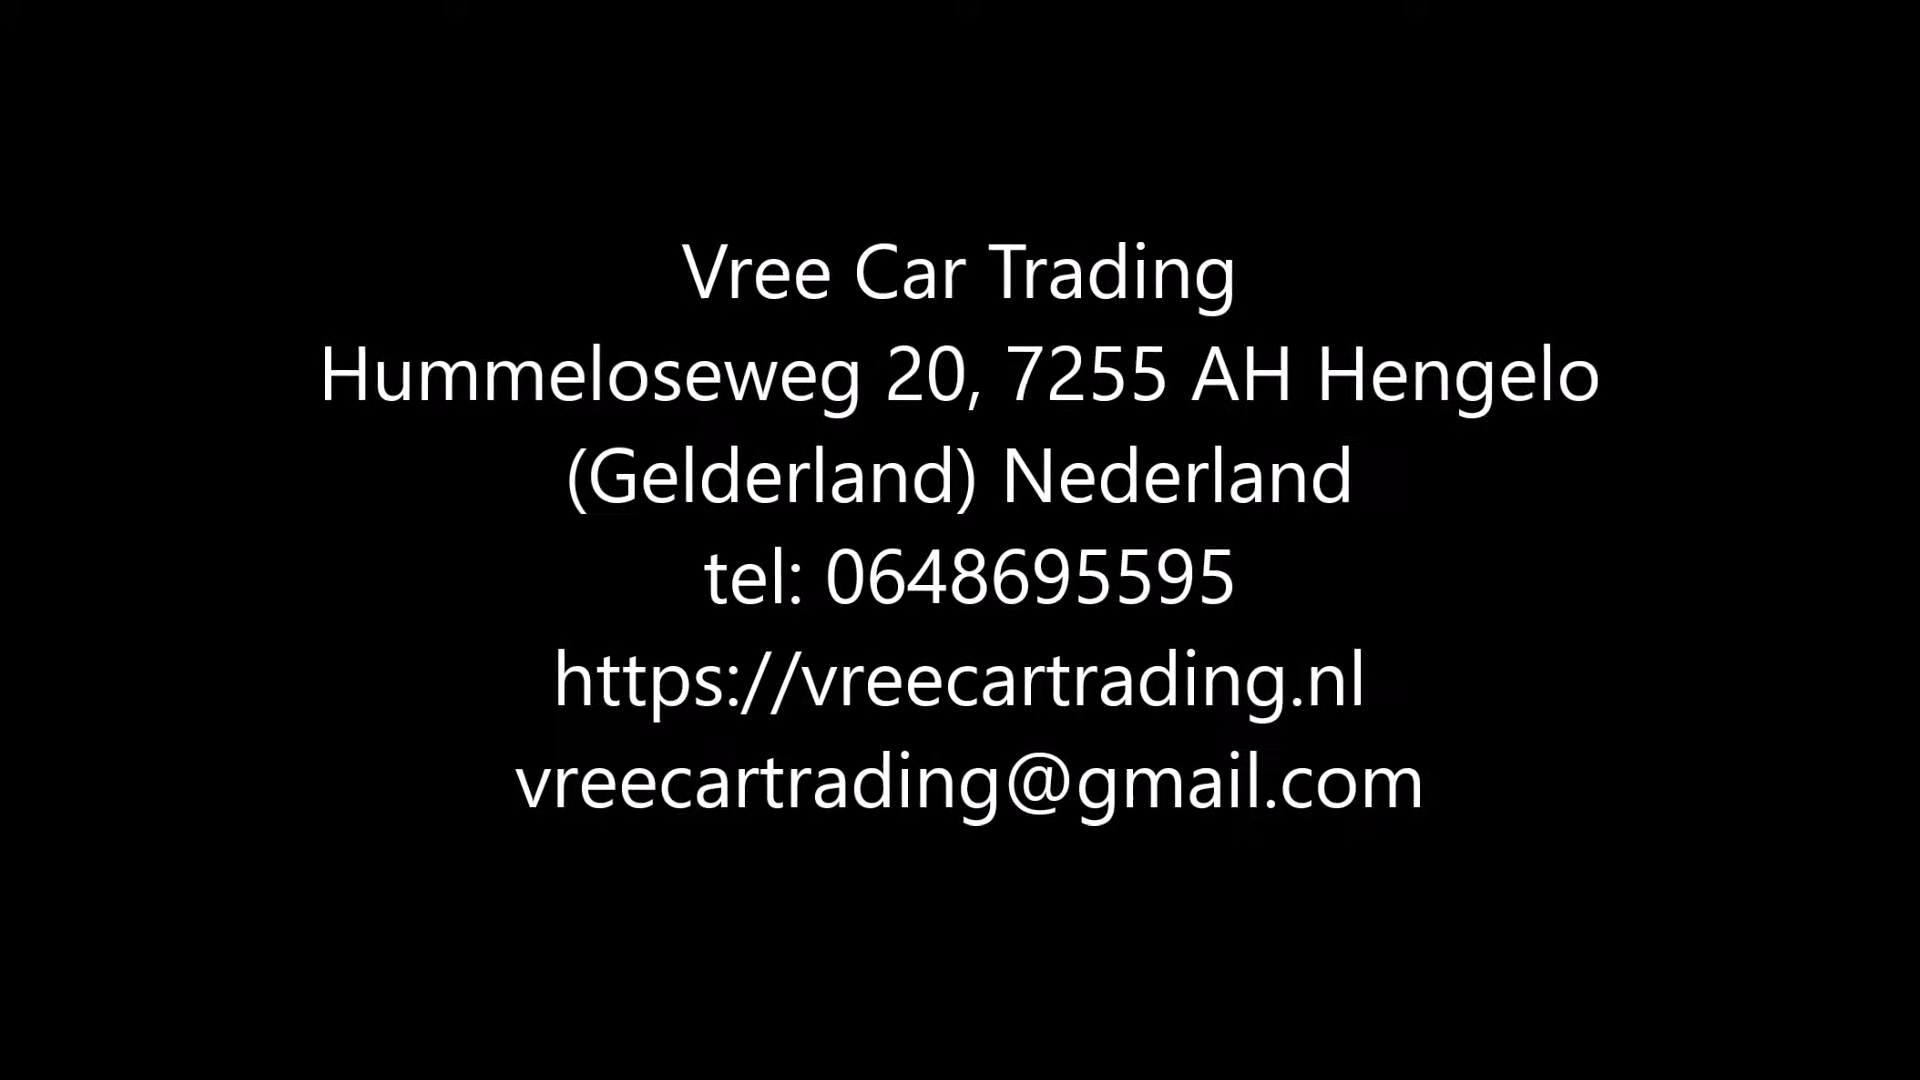 Vree Car Trading
Hummeloseweg 20, 7255 AH Hengelo
(Gelderland) Nederland
tel: 0648695595
https://vreecartrading.nl
vreecartrading@gmail.com